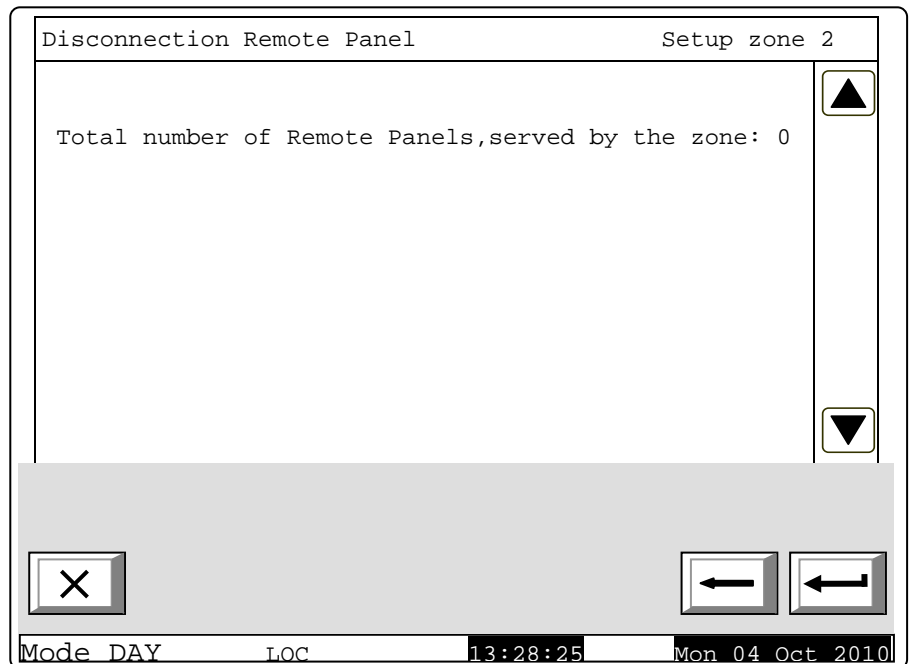 Disconnection Remote Panel Setup zone 2
Total number of Remote Panels,served by the zone: 0
Mode DAY LOC 13:28:25 Mon 04 Oct 2010